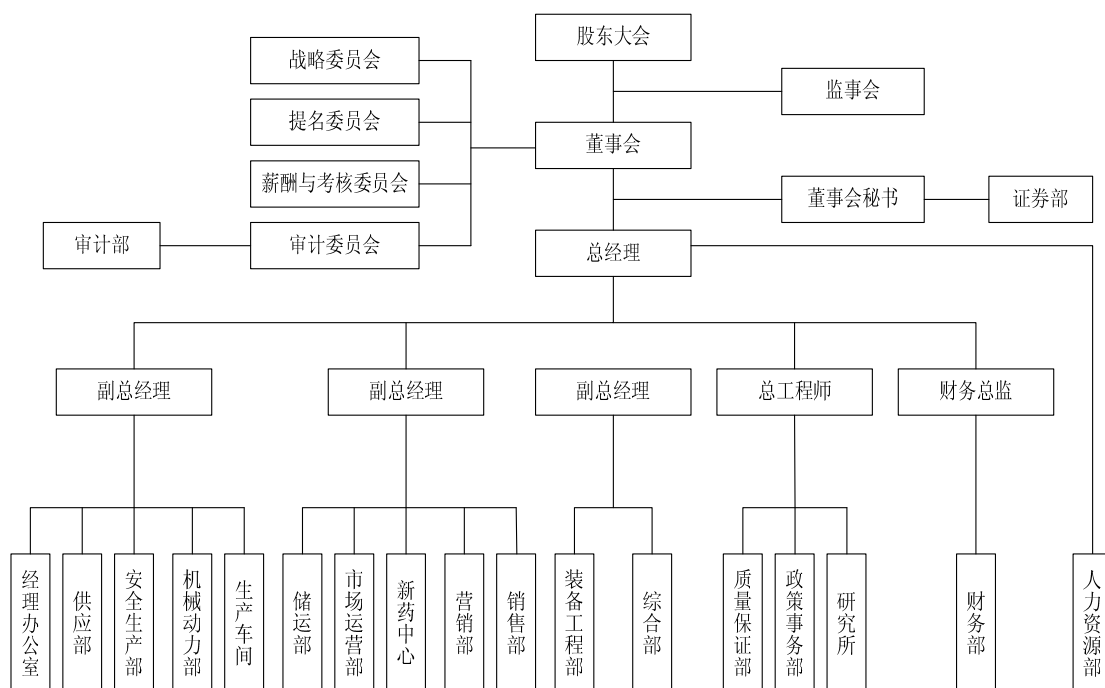 股东大会
战略委员会
监事会
提名委员会
董事会
薪酬与考核委员会
董事会秘书
证券部
审计部
审计委员会
总经理
副总经理
副总经理
副总经理
总工程师
财务总监
经理办公室
供应部
安全生产部
机械动力部
生产车间
储运部
市场运营部
新药中心
营销部
销售部
装备工程部
综合部
质量保证部
政策事务部
研究所
财务部
人力资源部